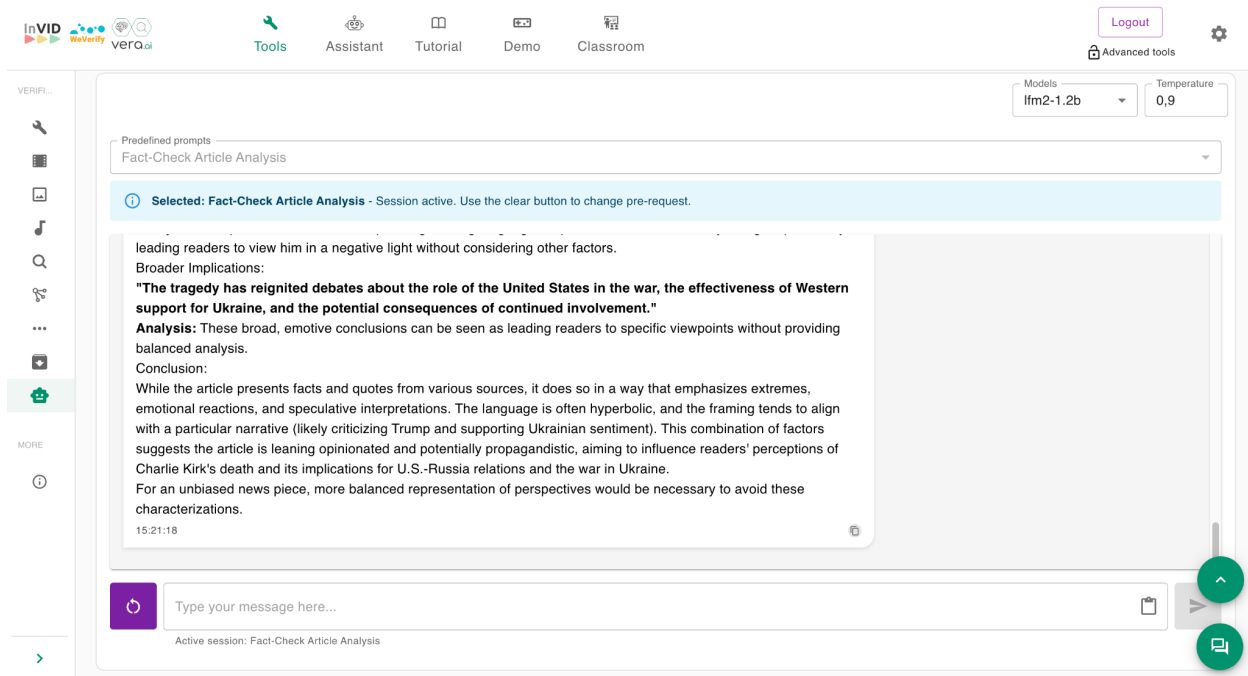 InVID
WeVerify
vera.ai
Tools
Assistant
Tutorial
Demo
Classroom
Logout
Advanced tools
VERIFI...
MORE
Models
lfm2-1.2b
Temperature
0,9
Predefined prompts
Fact-Check Article Analysis
Selected: Fact-Check Article Analysis - Session active. Use the clear button to change pre-request.
leading readers to view him in a negative light without considering other factors.
Broader Implications:
"The tragedy has reignited debates about the role of the United States in the war, the effectiveness of Western
support for Ukraine, and the potential consequences of continued involvement."
Analysis: These broad, emotive conclusions can be seen as leading readers to specific viewpoints without providing
balanced analysis.
Conclusion:
While the article presents facts and quotes from various sources, it does so in a way that emphasizes extremes,
emotional reactions, and speculative interpretations. The language is often hyperbolic, and the framing tends to align
with a particular narrative (likely criticizing Trump and supporting Ukrainian sentiment). This combination of factors
suggests the article is leaning opinionated and potentially propagandistic, aiming to influence readers' perceptions of
Charlie Kirk's death and its implications for U.S.-Russia relations and the war in Ukraine.
For an unbiased news piece, more balanced representation of perspectives would be necessary to avoid these
characterizations.
15:21:18
Type your message here...
Active session: Fact-Check Article Analysis